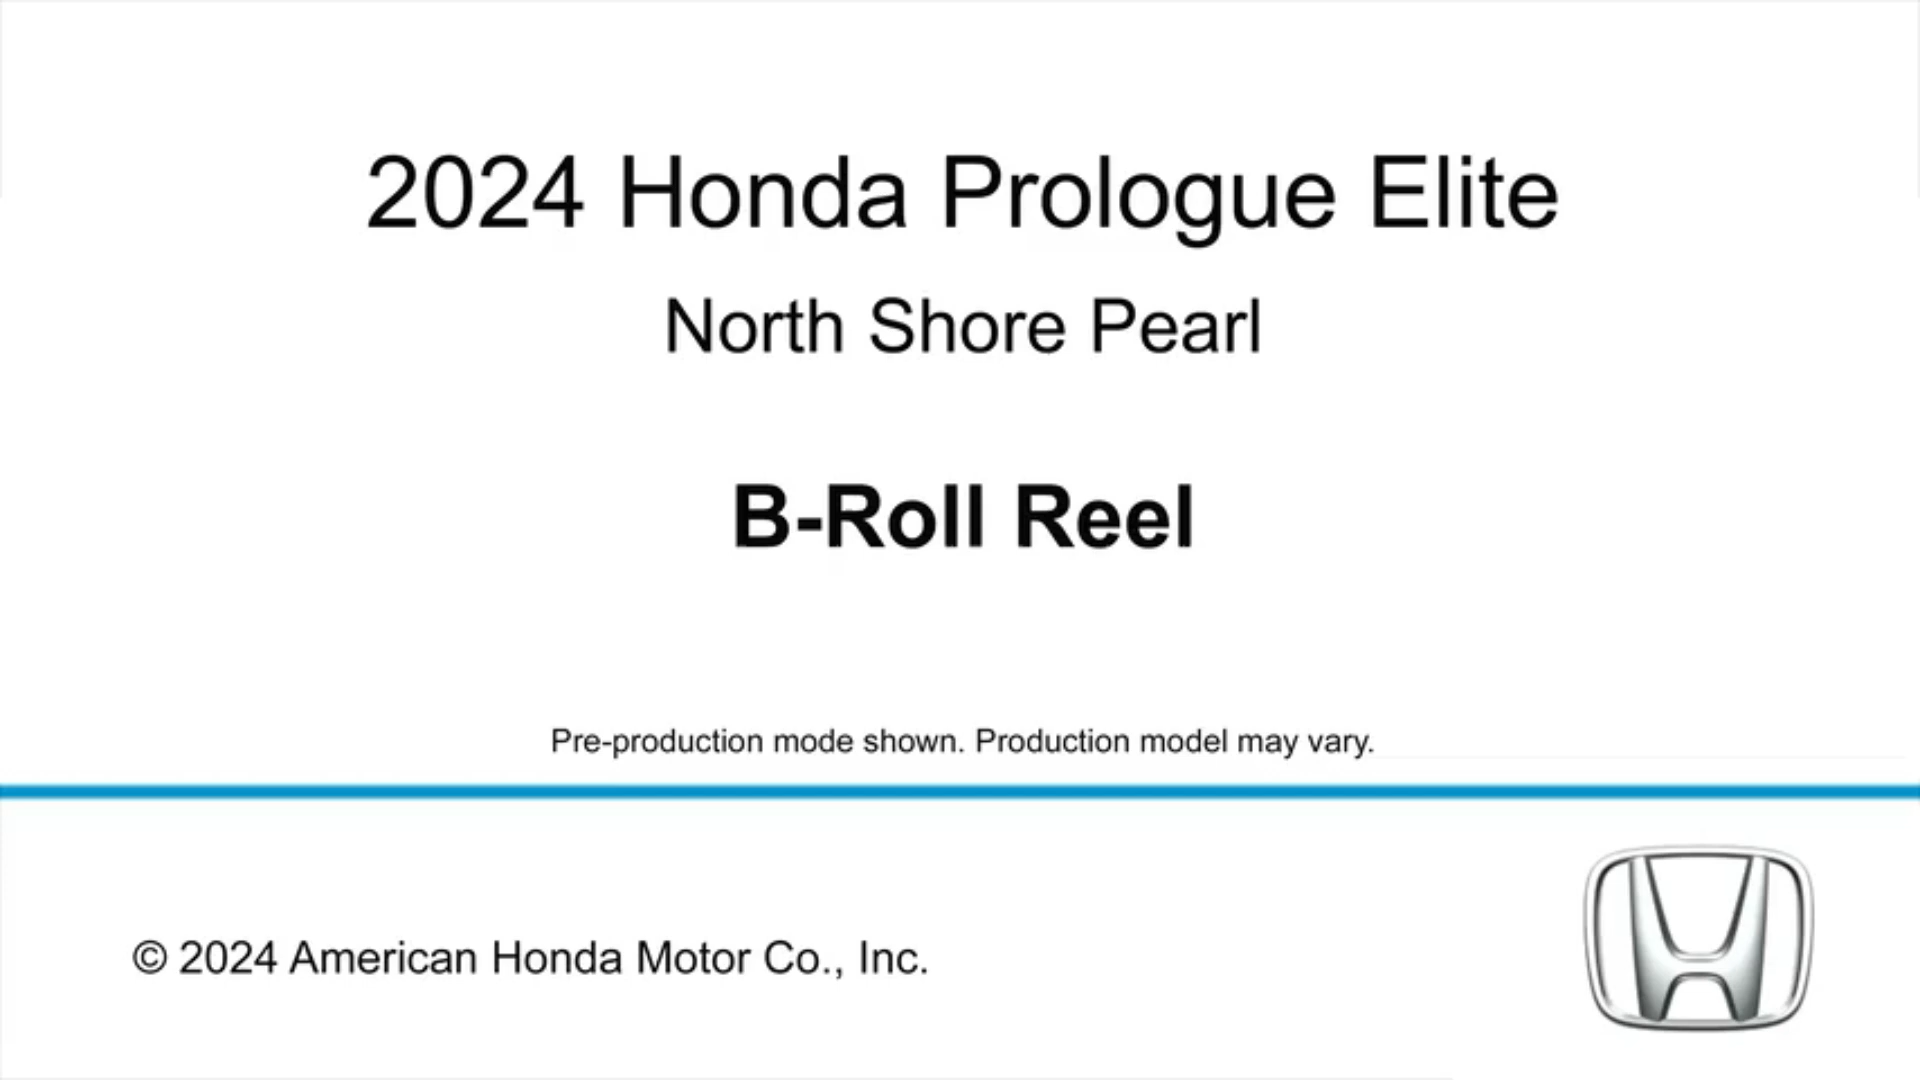 2024 Honda Prologue Elite
North Shore Pearl
B-Roll Reel
Pre-production mode shown. Production model may vary.
© 2024 American Honda Motor Co., Inc.